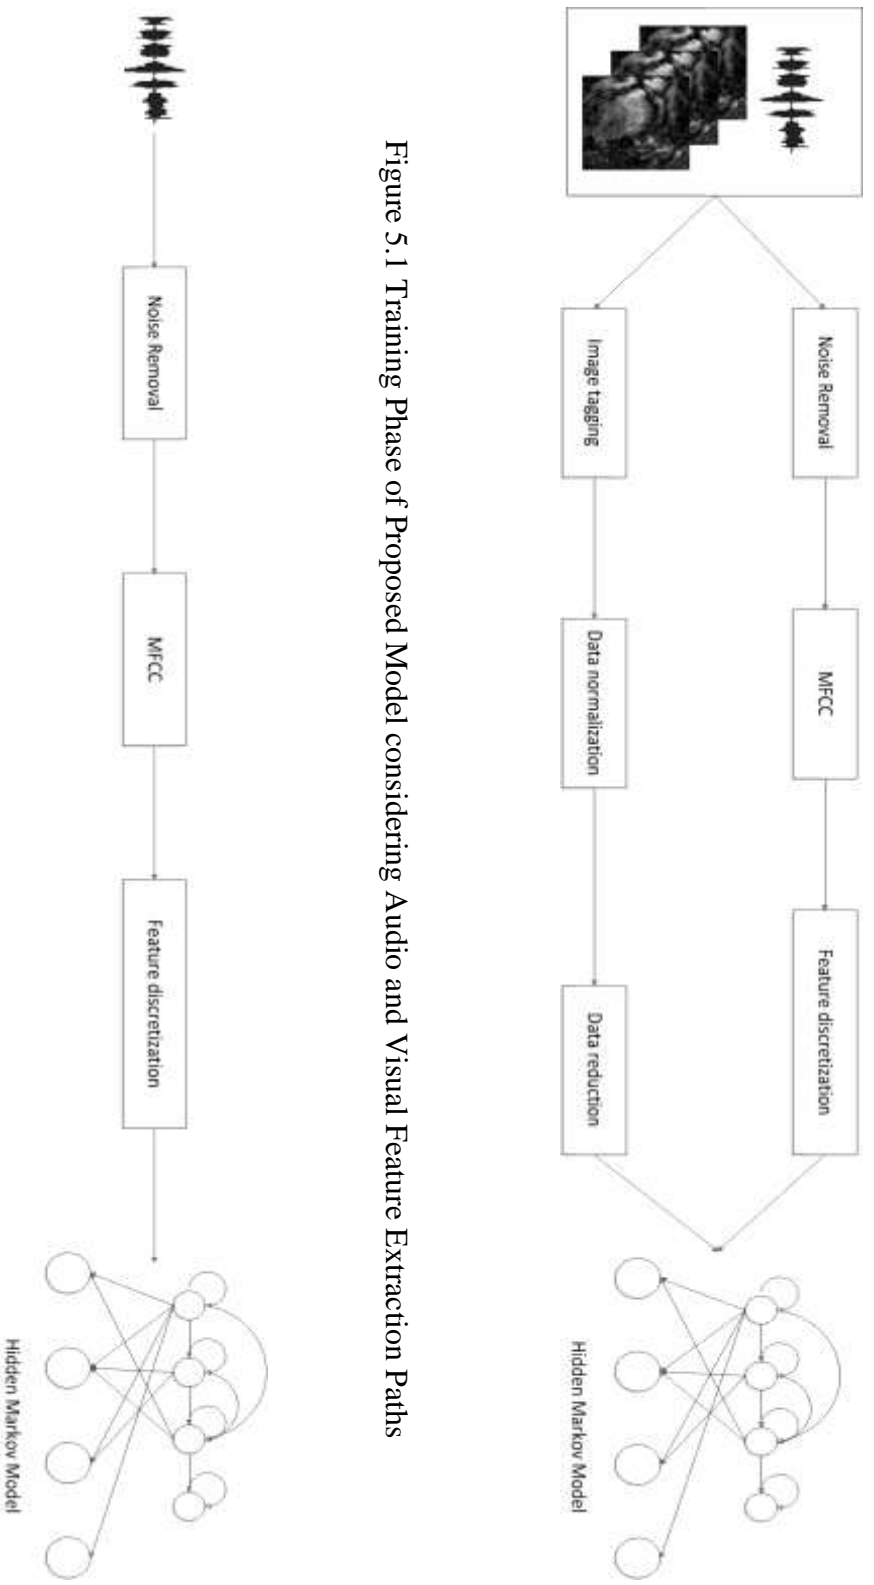 Noise Removal
MFCC
Feature discretization
Image tagging
Data normalization
Data reduction
Hidden Markov Model
Figure 5.1 Training Phase of Proposed Model considering Audio and Visual Feature Extraction Paths
Noise Removal
MFCC
Feature discretization
Hidden Markov Model